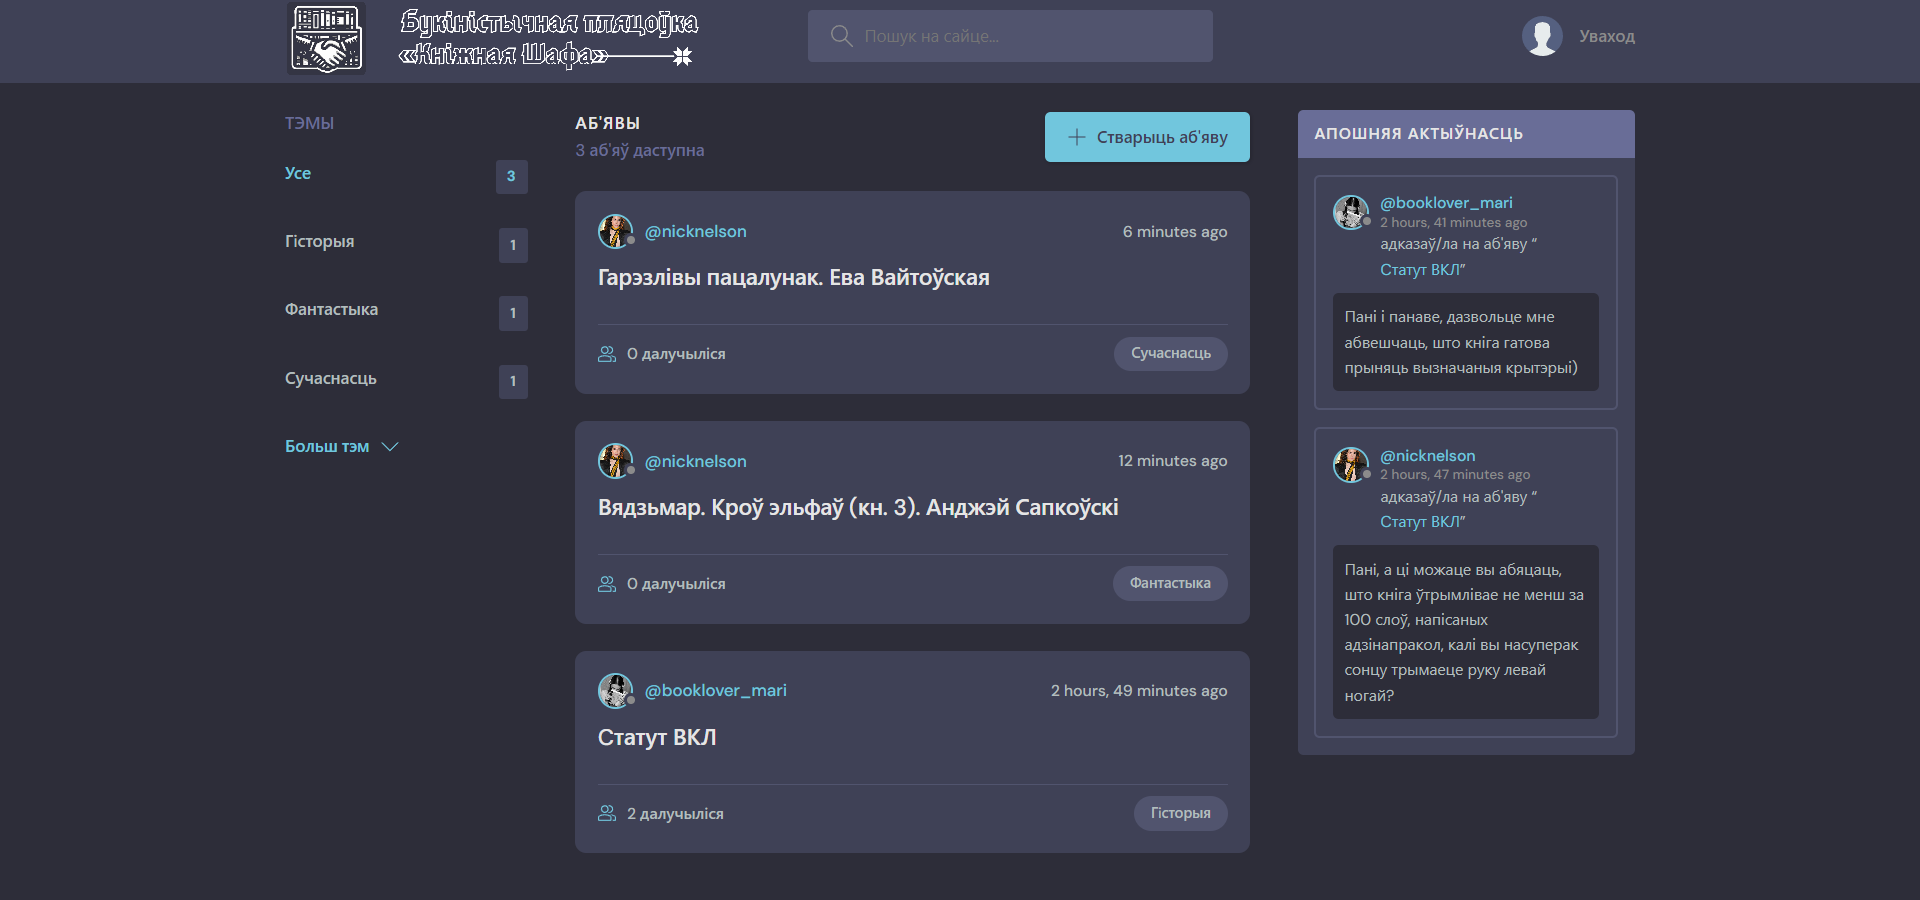 Букіністычная пляцоўка
«Кніжная Шафа»
Пошук на сайце...
Уваход
ТЭМЫ
Усе
3
Гісторыя
1
Фантастыка
1
Сучаснасць
1
Больш тэм
АБ'ЯВЫ
3 аб'яў даступна
Стварыць аб'яву
@nicknelson
6 minutes ago
Гарэзлівы пацалунак. Ева Вайтоўская
0 далучыліся
Сучаснасць
@nicknelson
12 minutes ago
Вядзьмар. Кроў эльфаў (кн. 3). Анджэй Сапкоўскі
0 далучыліся
Фантастыка
@booklover_mari
2 hours, 49 minutes ago
Статут ВКЛ
2 далучыліся
Гісторыя
АПОШНЯЯ АКТЫЎНАСЦЬ
@booklover_mari
2 hours, 41 minutes ago
адказаў/ла на аб'яву “
Статут ВКЛ”
Пані і панаве, дазвольце мне
абвешчаць, што кніга гатова
прыняць вызначаныя крытэрыі)
@nicknelson
2 hours, 47 minutes ago
адказаў/ла на аб'яву “
Статут ВКЛ”
Пані, а ці можаце вы абяцаць,
што кніга ўтрымлівае не менш за
100 слоў, напісаных
адзінапракол, калі вы насуперак
сонцу трымаеце руку левай
ногай?